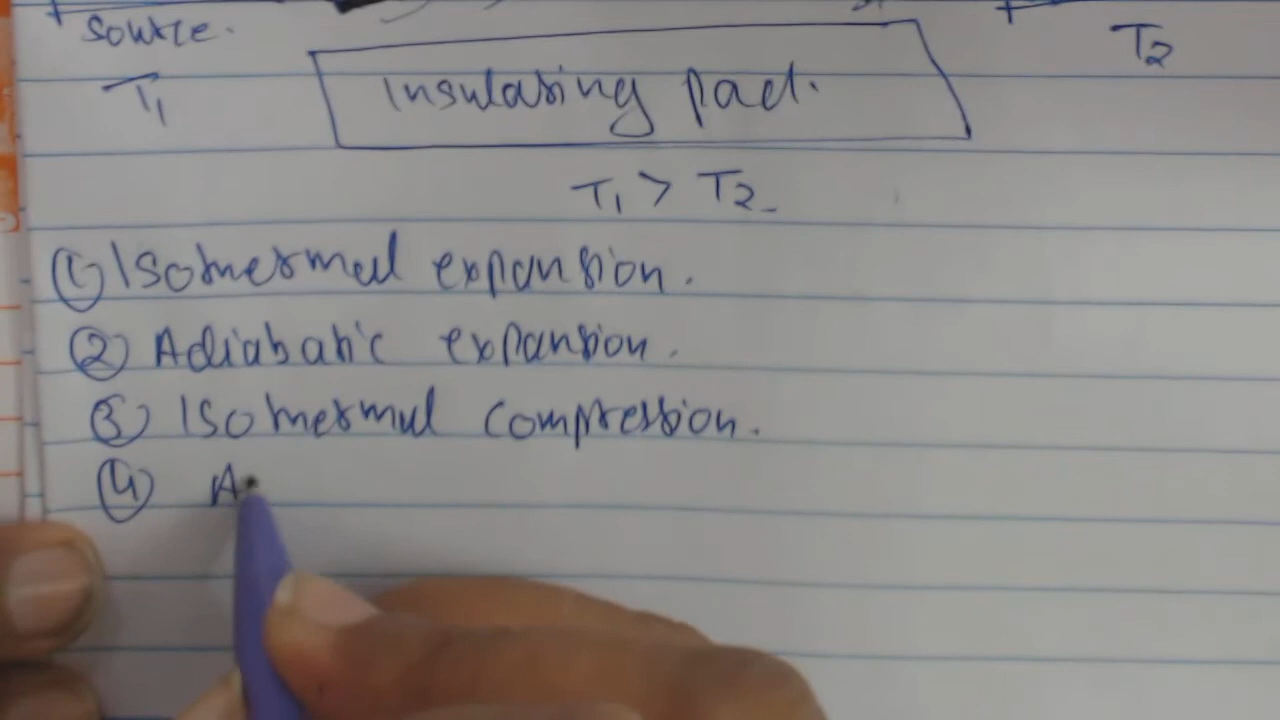 source.
T2
T1
Insulating pad.
T1 > T2
① Isothermal expansion.
② Adiabatic expansion.
③ Isothermal compression.
④ A